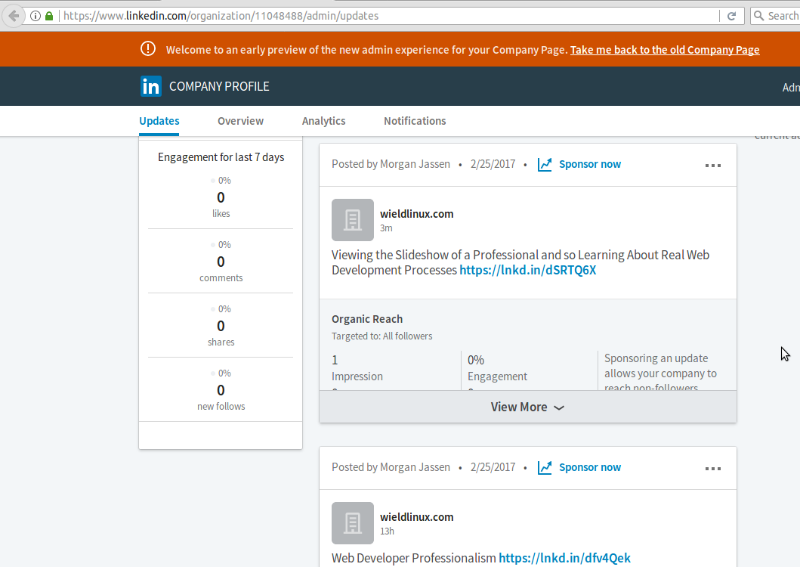 https://www.linkedin.com/organization/11048488/admin/updates
Search
Welcome to an early preview of the new admin experience for your Company Page. Take me back to the old Company Page
in COMPANY PROFILE
Updates Overview Analytics Notifications
Engagement for last 7 days
0%
0
likes
0%
0
comments
0%
0
shares
0%
0
new follows
Posted by Morgan Jassen • 2/25/2017 • Sponsor now
wieldlinux.com
3m
Viewing the Slideshow of a Professional and so Learning About Real Web
Development Processes https://lnkd.in/dSRTQ6X
Organic Reach
Targeted to: All followers
1
Impression
0%
Engagement
Sponsoring an update
allows your company to
reach non-followers
View More
Posted by Morgan Jassen • 2/25/2017 • Sponsor now
wieldlinux.com
13h
Web Developer Professionalism https://lnkd.in/dfv4Qek